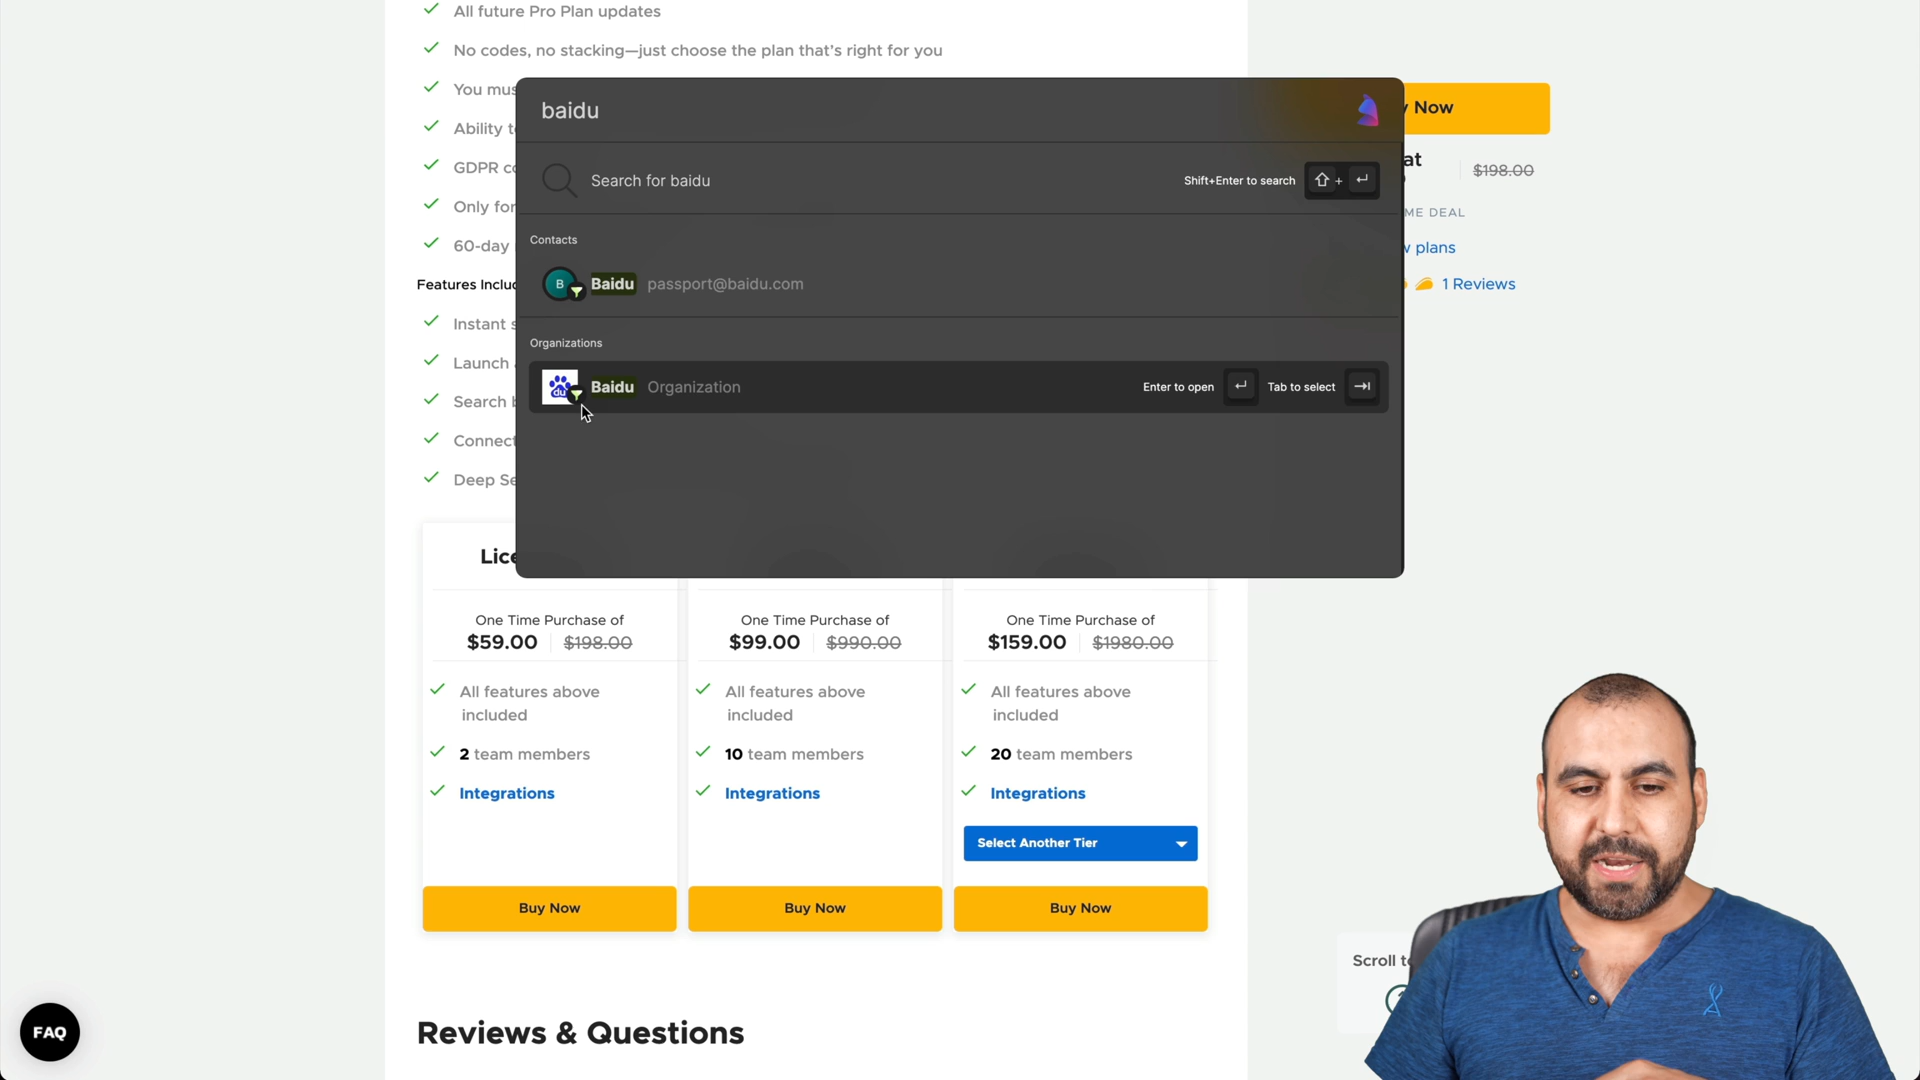 All future Pro Plan updates
No codes, no stacking—just choose the plan that's right for you
You mus
Ability t
GDPR co
Only for
60-day
Features Includ
Instant s
Launch
Search b
Connect
Deep Se
baidu
Search for baidu
Shift+Enter to search
+
Contacts
B
Baidu passport@baidu.com
Organizations
du
Baidu Organization
Enter to open
Tab to select
y Now
at
$198.00
ME DEAL
w plans
1 Reviews
Lice
One Time Purchase of
$59.00 $198.00
All features above
included
2 team members
Integrations
Buy Now
One Time Purchase of
$99.00 $990.00
All features above
included
10 team members
Integrations
Buy Now
One Time Purchase of
$159.00 $1980.00
All features above
included
20 team members
Integrations
Select Another Tier
Buy Now
Scroll to
FAQ
Reviews & Questions